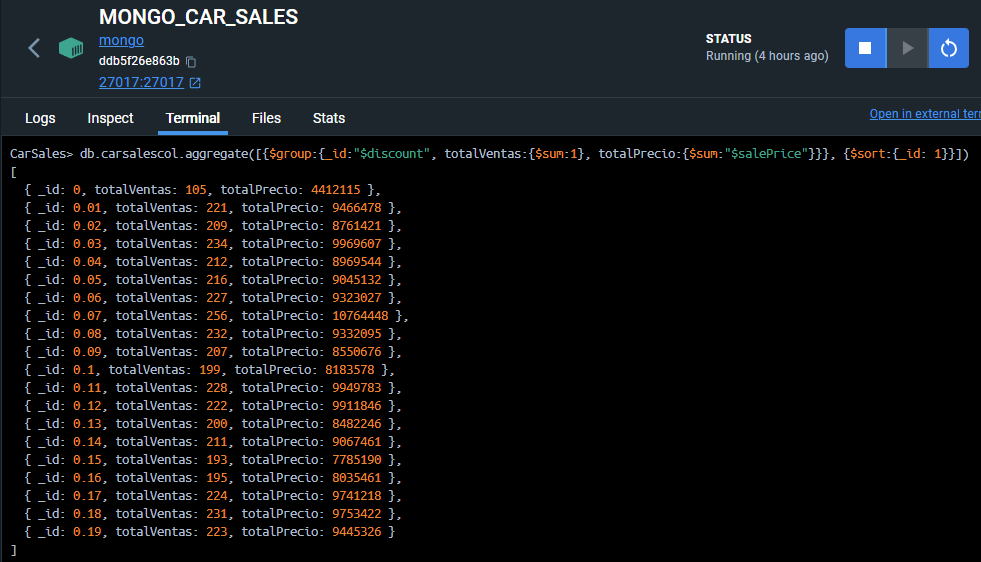 MONGO_CAR_SALES
mongo
ddb5f26e863b
27017:27017
STATUS
Running (4 hours ago)
Logs Inspect Terminal Files Stats
Open in external ter
CarSales> db.carsalescol.aggregate([{$group:{_id:"$discount", totalVentas:{$sum:1}, totalPrecio:{$sum:"$salePrice"}}}, {$sort:{_id: 1}}])
[
{ _id: 0, totalVentas: 105, totalPrecio: 4412115 },
{ _id: 0.01, totalVentas: 221, totalPrecio: 9466478 },
{ _id: 0.02, totalVentas: 209, totalPrecio: 8761421 },
{ _id: 0.03, totalVentas: 234, totalPrecio: 9969607 },
{ _id: 0.04, totalVentas: 212, totalPrecio: 8969544 },
{ _id: 0.05, totalVentas: 216, totalPrecio: 9045132 },
{ _id: 0.06, totalVentas: 227, totalPrecio: 9323027 },
{ _id: 0.07, totalVentas: 256, totalPrecio: 10764448 },
{ _id: 0.08, totalVentas: 232, totalPrecio: 9332095 },
{ _id: 0.09, totalVentas: 207, totalPrecio: 8550676 },
{ _id: 0.1, totalVentas: 199, totalPrecio: 8183578 },
{ _id: 0.11, totalVentas: 228, totalPrecio: 9949783 },
{ _id: 0.12, totalVentas: 222, totalPrecio: 9911846 },
{ _id: 0.13, totalVentas: 200, totalPrecio: 8482246 },
{ _id: 0.14, totalVentas: 211, totalPrecio: 9067461 },
{ _id: 0.15, totalVentas: 193, totalPrecio: 7785190 },
{ _id: 0.16, totalVentas: 195, totalPrecio: 8035461 },
{ _id: 0.17, totalVentas: 224, totalPrecio: 9741218 },
{ _id: 0.18, totalVentas: 231, totalPrecio: 9753422 },
{ _id: 0.19, totalVentas: 223, totalPrecio: 9445326 }
]